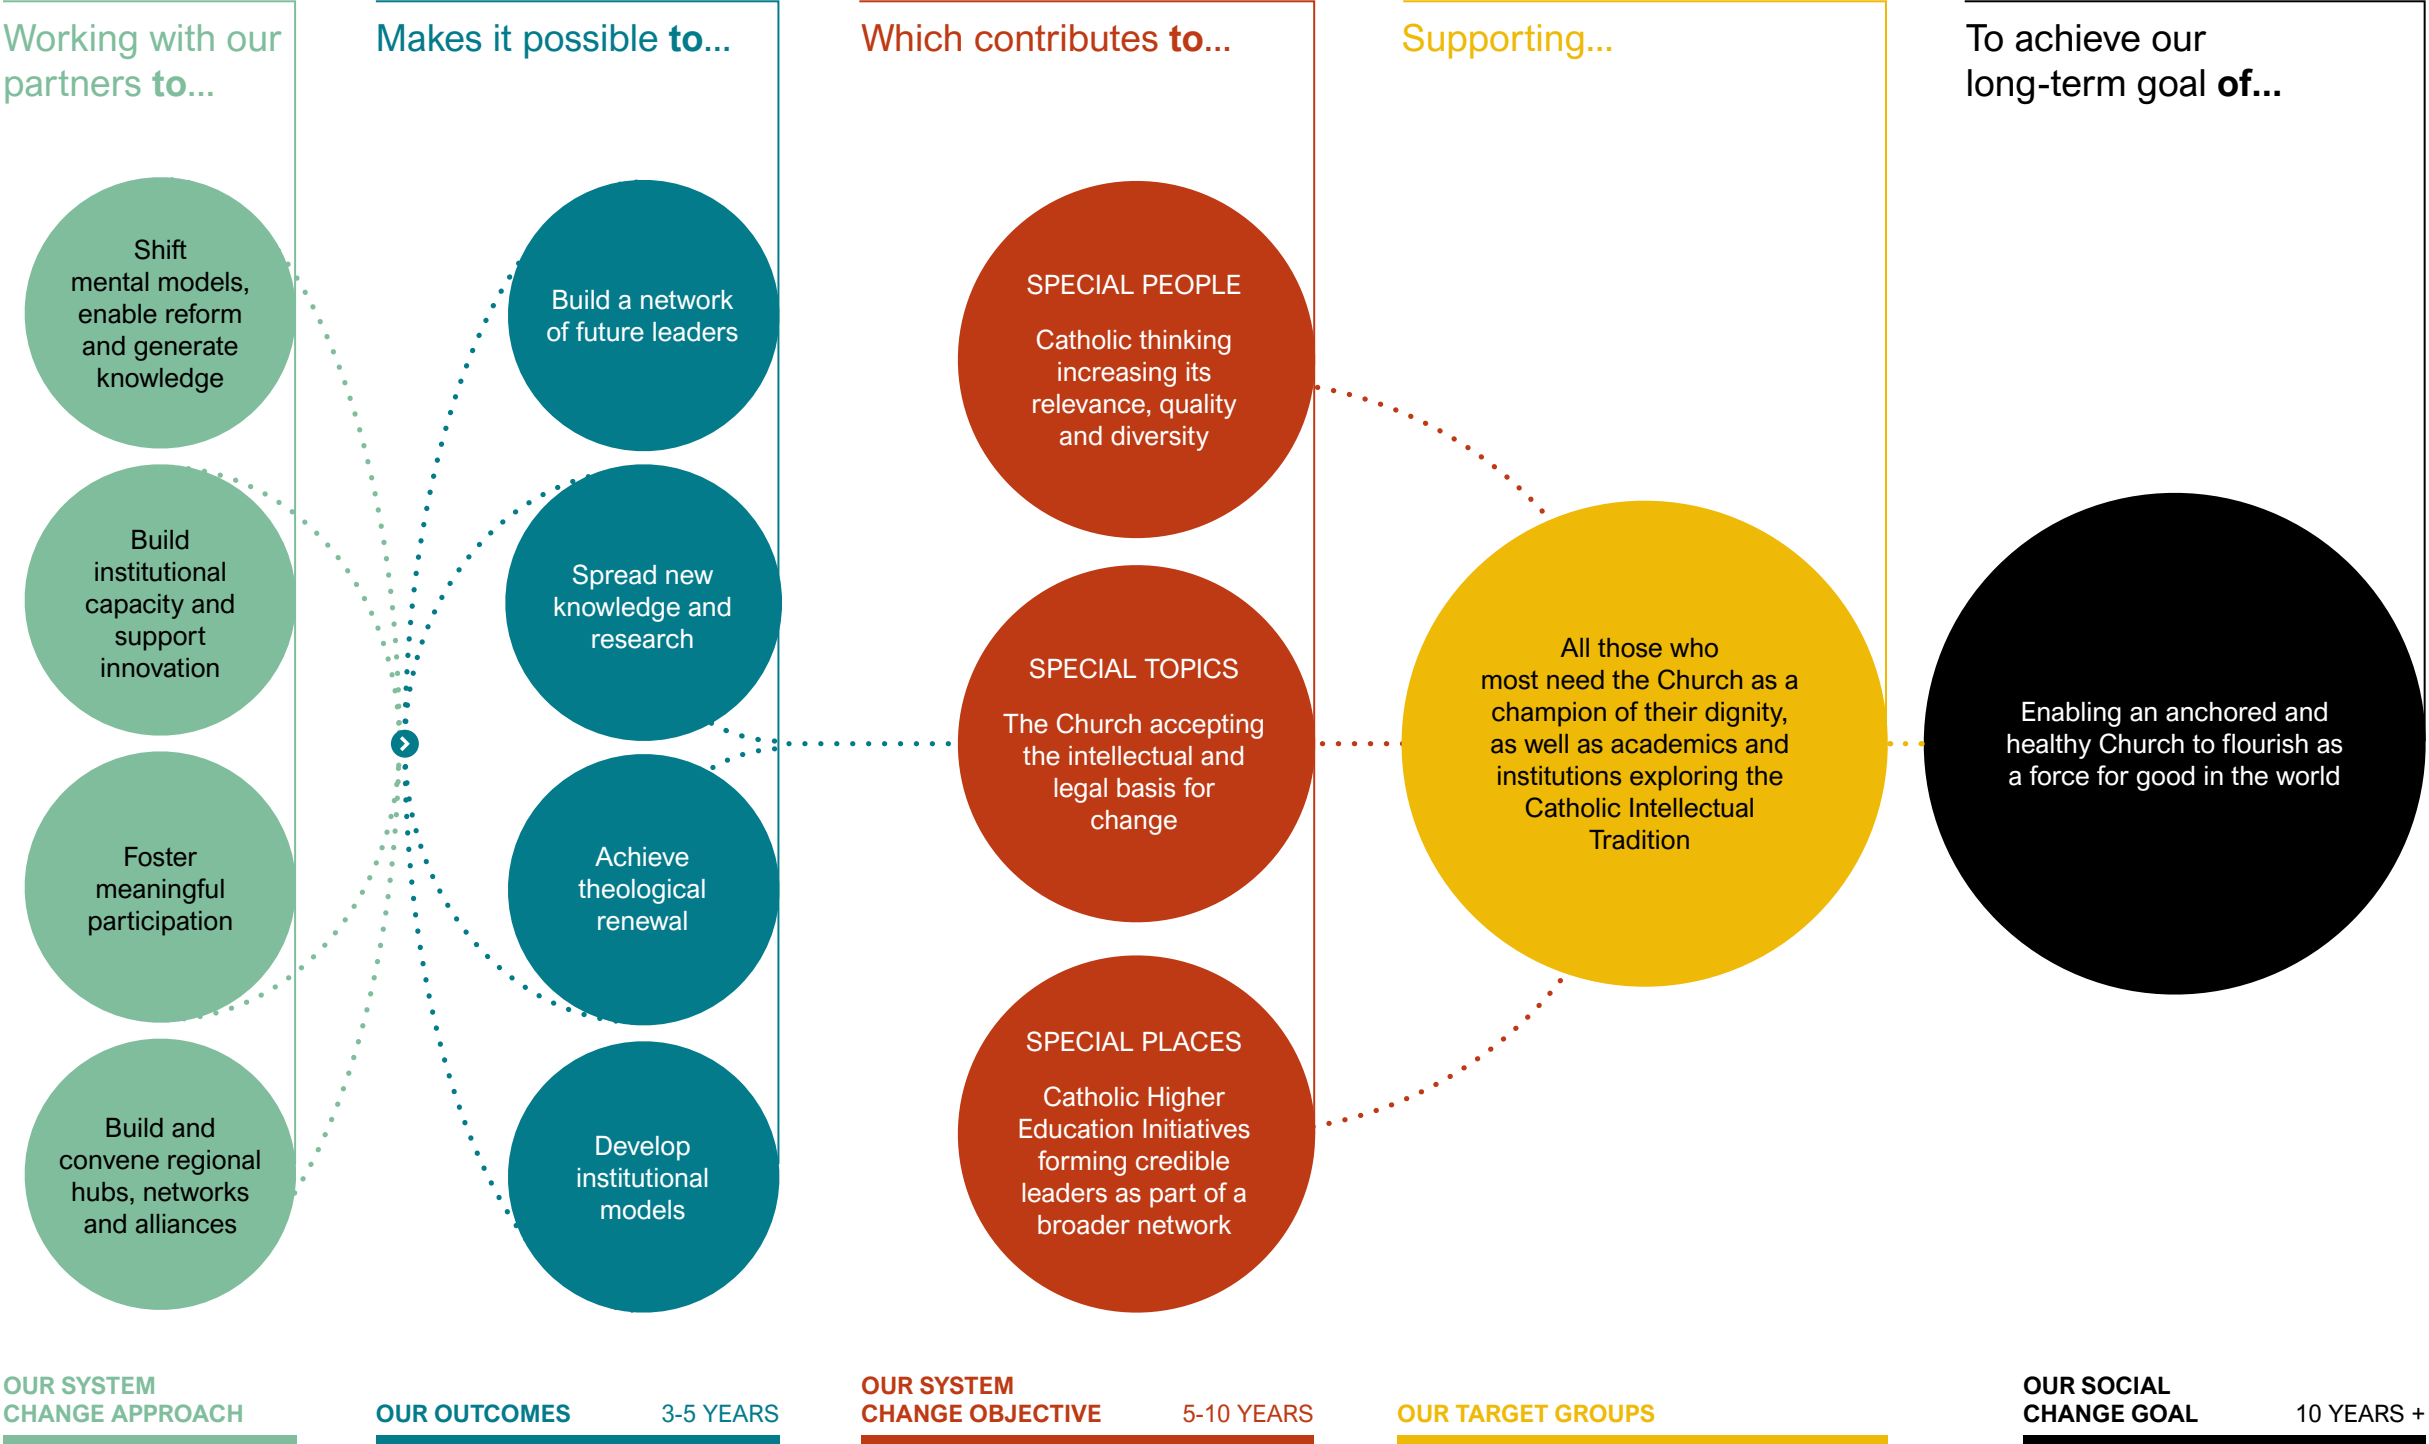 Working with our
partners to...
Shift
mental models,
enable reform
and generate
knowledge
Build
institutional
capacity and
support
innovation
Foster
meaningful
participation
Build and
convene regional
hubs, networks
and alliances
OUR SYSTEM
CHANGE APPROACH
Makes it possible to...
Build a network
of future leaders
Spread new
knowledge and
research
Achieve
theological
renewal
Develop
institutional
models
OUR OUTCOMES 3-5 YEARS
Which contributes to...
SPECIAL PEOPLE
Catholic thinking
increasing its
relevance, quality
and diversity
SPECIAL TOPICS
The Church accepting
the intellectual and
legal basis for
change
SPECIAL PLACES
Catholic Higher
Education Initiatives
forming credible
leaders as part of a
broader network
OUR SYSTEM
CHANGE OBJECTIVE 5-10 YEARS
Supporting...
All those who
most need the Church as a
champion of their dignity,
as well as academics and
institutions exploring the
Catholic Intellectual
Tradition
OUR TARGET GROUPS
To achieve our
long-term goal of...
Enabling an anchored and
healthy Church to flourish as
a force for good in the world
OUR SOCIAL
CHANGE GOAL 10 YEARS +